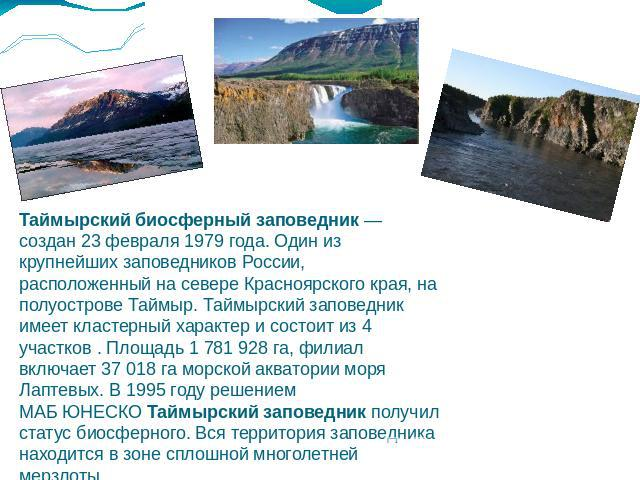 Таймырский биосферный заповедник —
создан 23 февраля 1979 года. Один из
крупнейших заповедников России,
расположенный на севере Красноярского края, на
полуострове Таймыр. Таймырский заповедник
имеет кластерный характер и состоит из 4
участков . Площадь 1 781 928 га, филиал
включает 37 018 га морской акватории моря
Лаптевых. В 1995 году решением
МАБ ЮНЕСКО Таймырский заповедник получил
статус биосферного. Вся территория заповедника
находится в зоне сплошной многолетней
мерзлоты